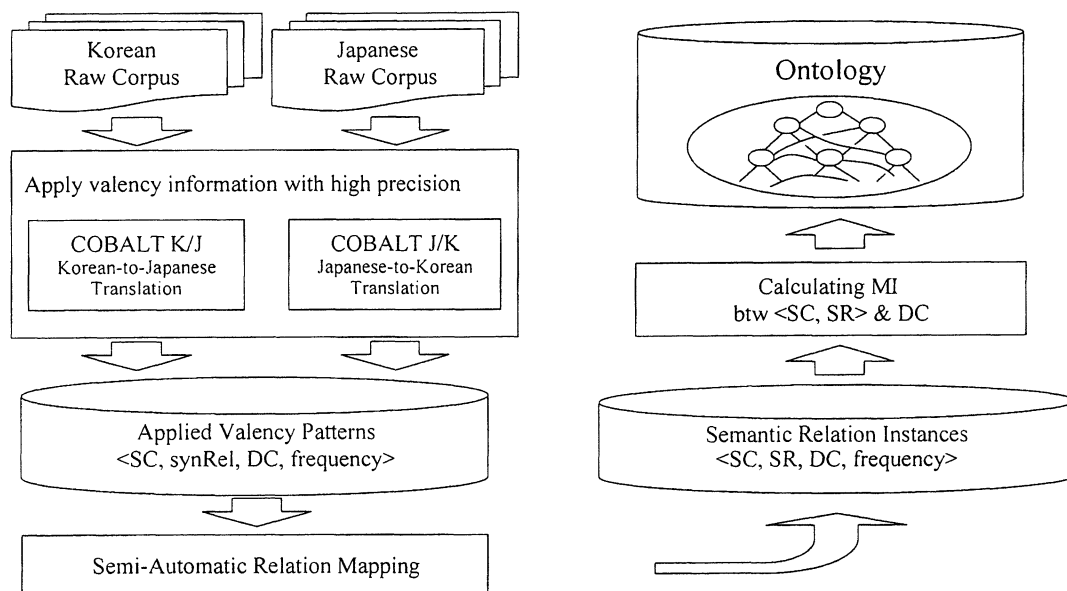 Korean
Raw Corpus
Japanese
Raw Corpus
Apply valency information with high precision
COBALT K/J
Korean-to-Japanese
Translation
COBALT J/K
Japanese-to-Korean
Translation
Applied Valency Patterns
<SC, synRel, DC, frequency>
Semi-Automatic Relation Mapping
Ontology
Calculating MI
btw <SC, SR> & DC
Semantic Relation Instances
<SC, SR, DC, frequency>